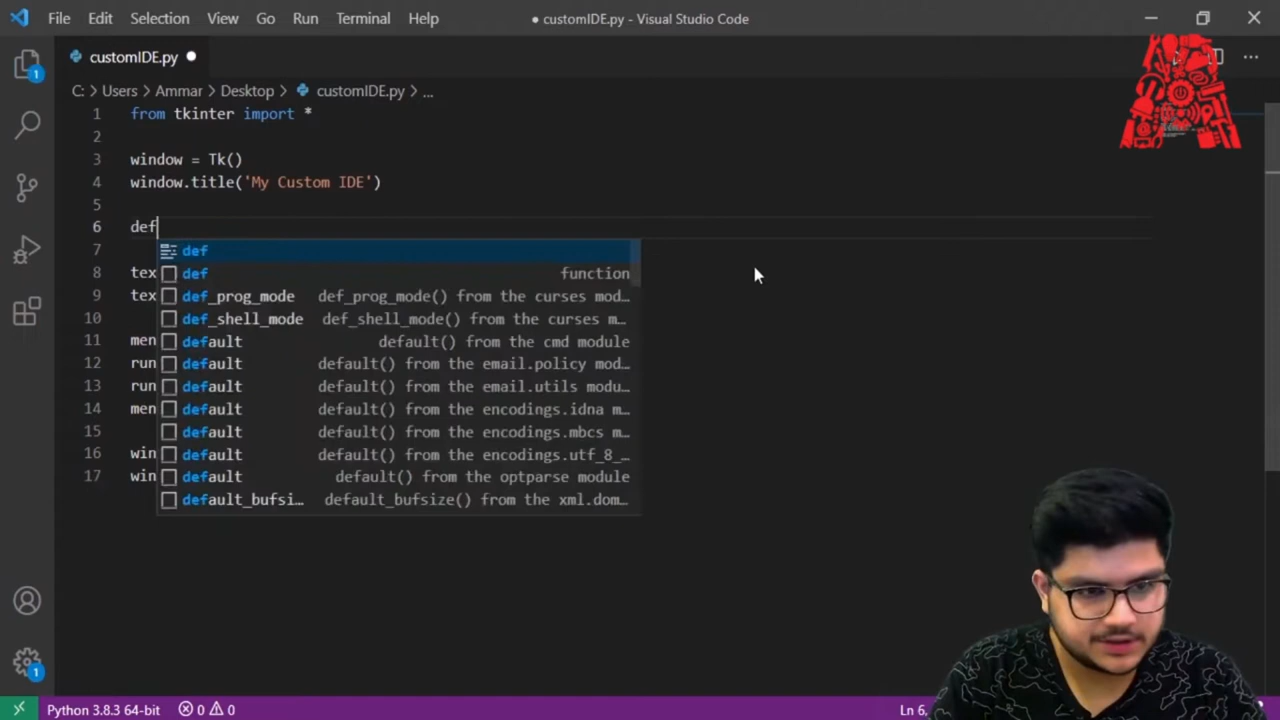 File Edit Selection View Go Run Terminal Help ● customIDE.py - Visual Studio Code
customIDE.py
C: > Users > Ammar > Desktop > customIDE.py > ...
1 from tkinter import *
2
3 window = Tk()
4 window.title('My Custom IDE')
5
6 def
7 def
def function
8 tex
def_prog_mode def_prog_mode() from the curses mod…
9 tex
def_shell_mode def_shell_mode() from the curses m…
10
default default() from the cmd module
11 men
default default() from the email.policy mod…
12 run
default default() from the email.utils modu…
13 run
default default() from the encodings.idna m…
14 men
default default() from the encodings.mbcs m…
15
default default() from the encodings.utf_8_…
16 win
default default() from the optparse module
17 win
default_bufsi… default_bufsize() from the xml.dom…
1
1
Python 3.8.3 64-bit 0 0 Ln 6,